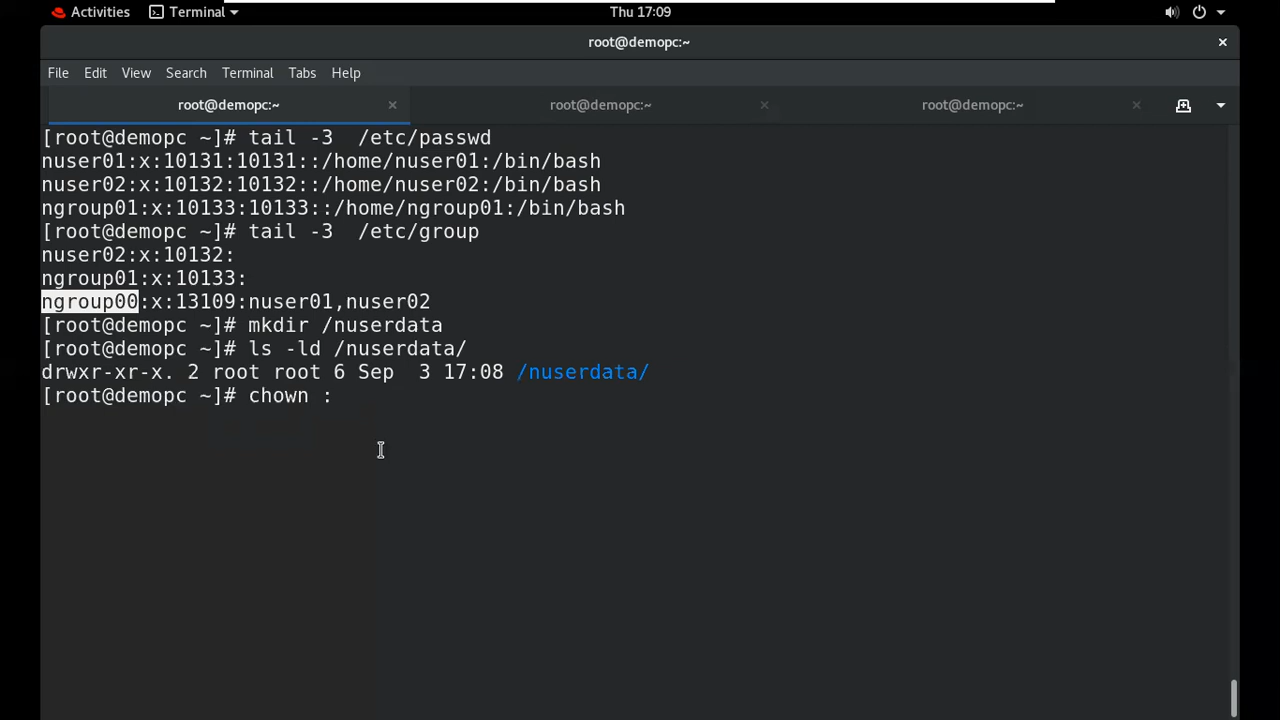 Activities Terminal Thu 17:09
root@demopc:~
File Edit View Search Terminal Tabs Help
root@demopc:~ root@demopc:~ root@demopc:~
[root@demopc ~]# tail -3  /etc/passwd
nuser01:x:10131:10131::/home/nuser01:/bin/bash
nuser02:x:10132:10132::/home/nuser02:/bin/bash
ngroup01:x:10133:10133::/home/ngroup01:/bin/bash
[root@demopc ~]# tail -3  /etc/group
nuser02:x:10132:
ngroup01:x:10133:
ngroup00:x:13109:nuser01,nuser02
[root@demopc ~]# mkdir /nuserdata
[root@demopc ~]# ls -ld /nuserdata/
drwxr-xr-x. 2 root root 6 Sep  3 17:08 /nuserdata/
[root@demopc ~]# chown :